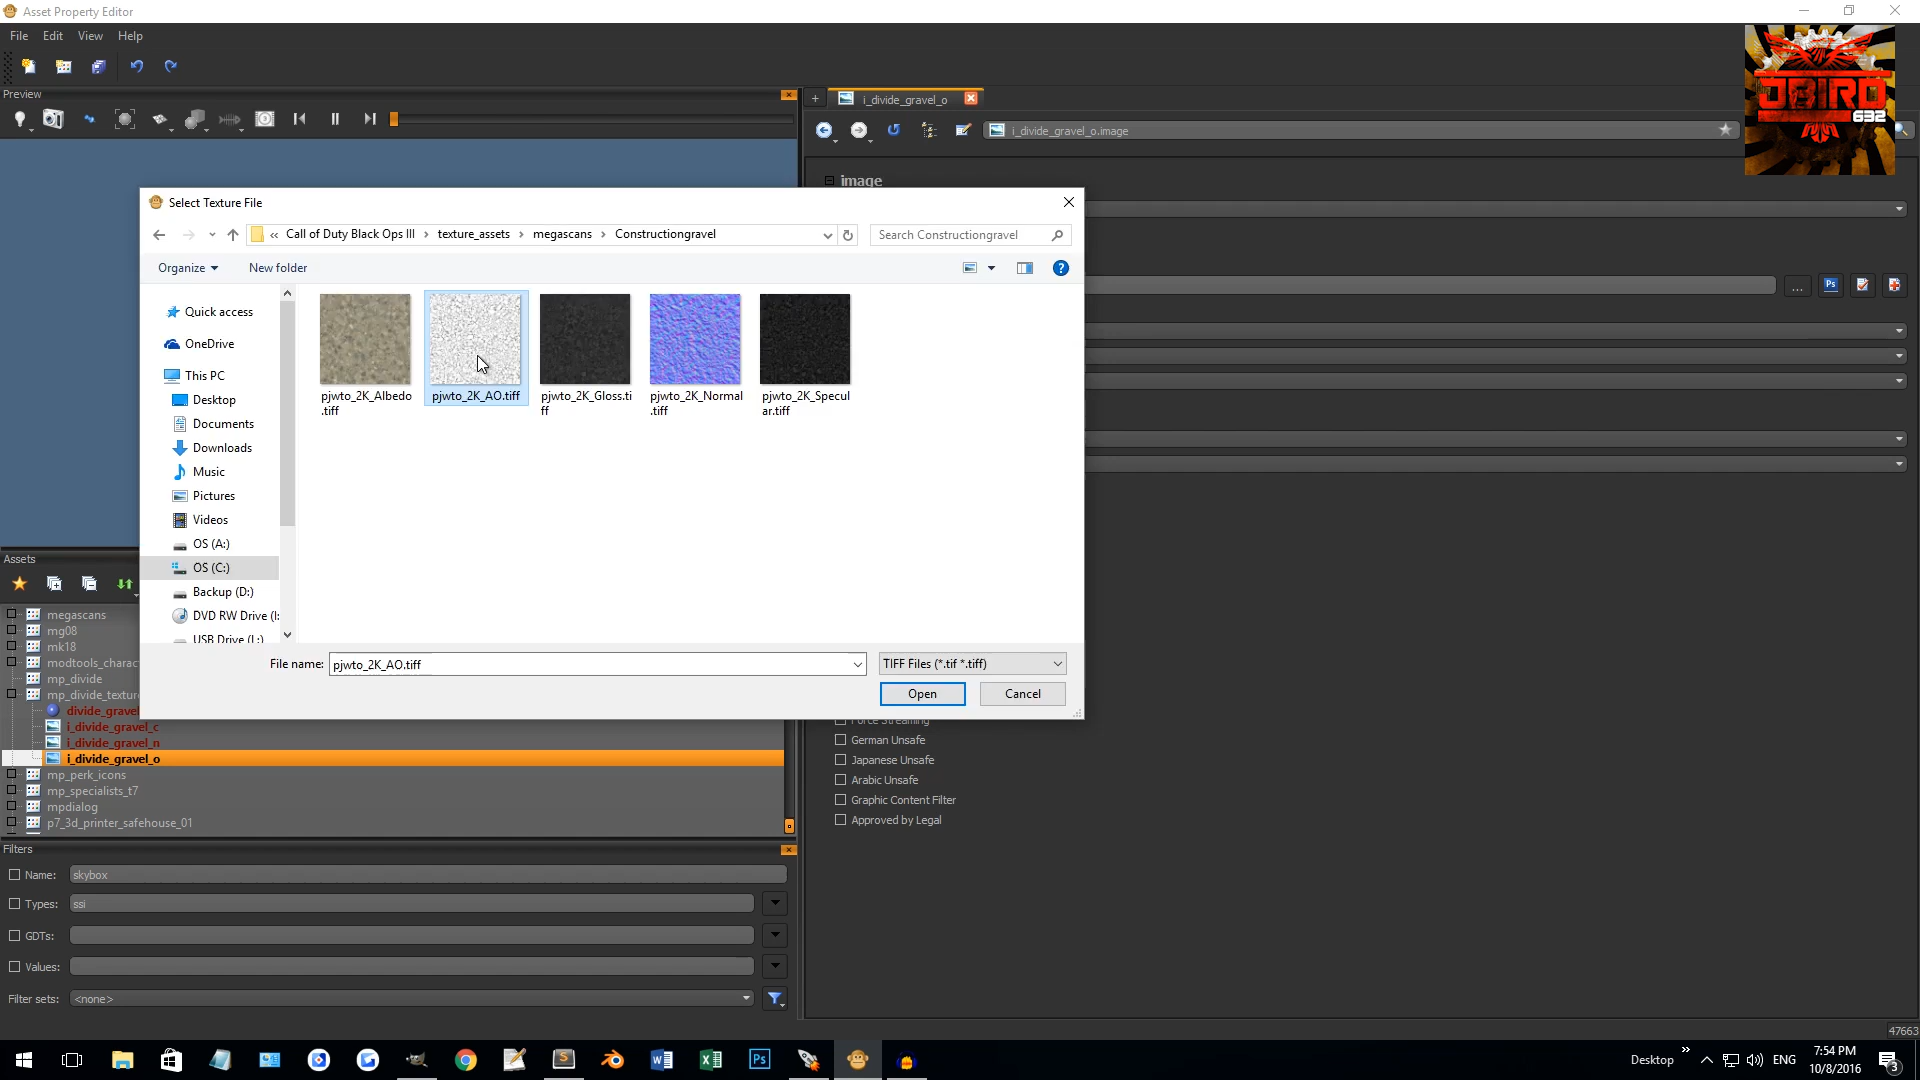 Asset Property Editor
File Edit View Help
Preview
i_divide_gravel_o
i_divide_gravel_o.image
image
JBIRD
632
Select Texture File
« Call of Duty Black Ops III › texture_assets › megascans › Constructiongravel
Search Constructiongravel
Organize New folder
Quick access
OneDrive
This PC
Desktop
Documents
Downloads
Music
Pictures
Videos
OS (A:)
OS (C:)
Backup (D:)
DVD RW Drive (I:
USB Drive (L:)
pjwto_2K_Albedo
.tiff
pjwto_2K_AO.tiff
pjwto_2K_Gloss.ti
ff
pjwto_2K_Normal
.tiff
pjwto_2K_Specul
ar.tiff
File name: pjwto_2K_AO.tiff
TIFF Files (*.tif *.tiff)
Open Cancel
Assets
megascans
mg08
mk18
modtools_charac
mp_divide
mp_divide_texture
divide_gravel
i_divide_gravel_c
i_divide_gravel_n
i_divide_gravel_o
mp_perk_icons
mp_specialists_t7
mpdialog
p7_3d_printer_safehouse_01
Force Streaming
German Unsafe
Japanese Unsafe
Arabic Unsafe
Graphic Content Filter
Approved by Legal
Filters
Name: skybox
Types: ssi
GDTs:
Values:
Filter sets: <none>
47663
Desktop » ENG
7:54 PM
10/8/2016
3